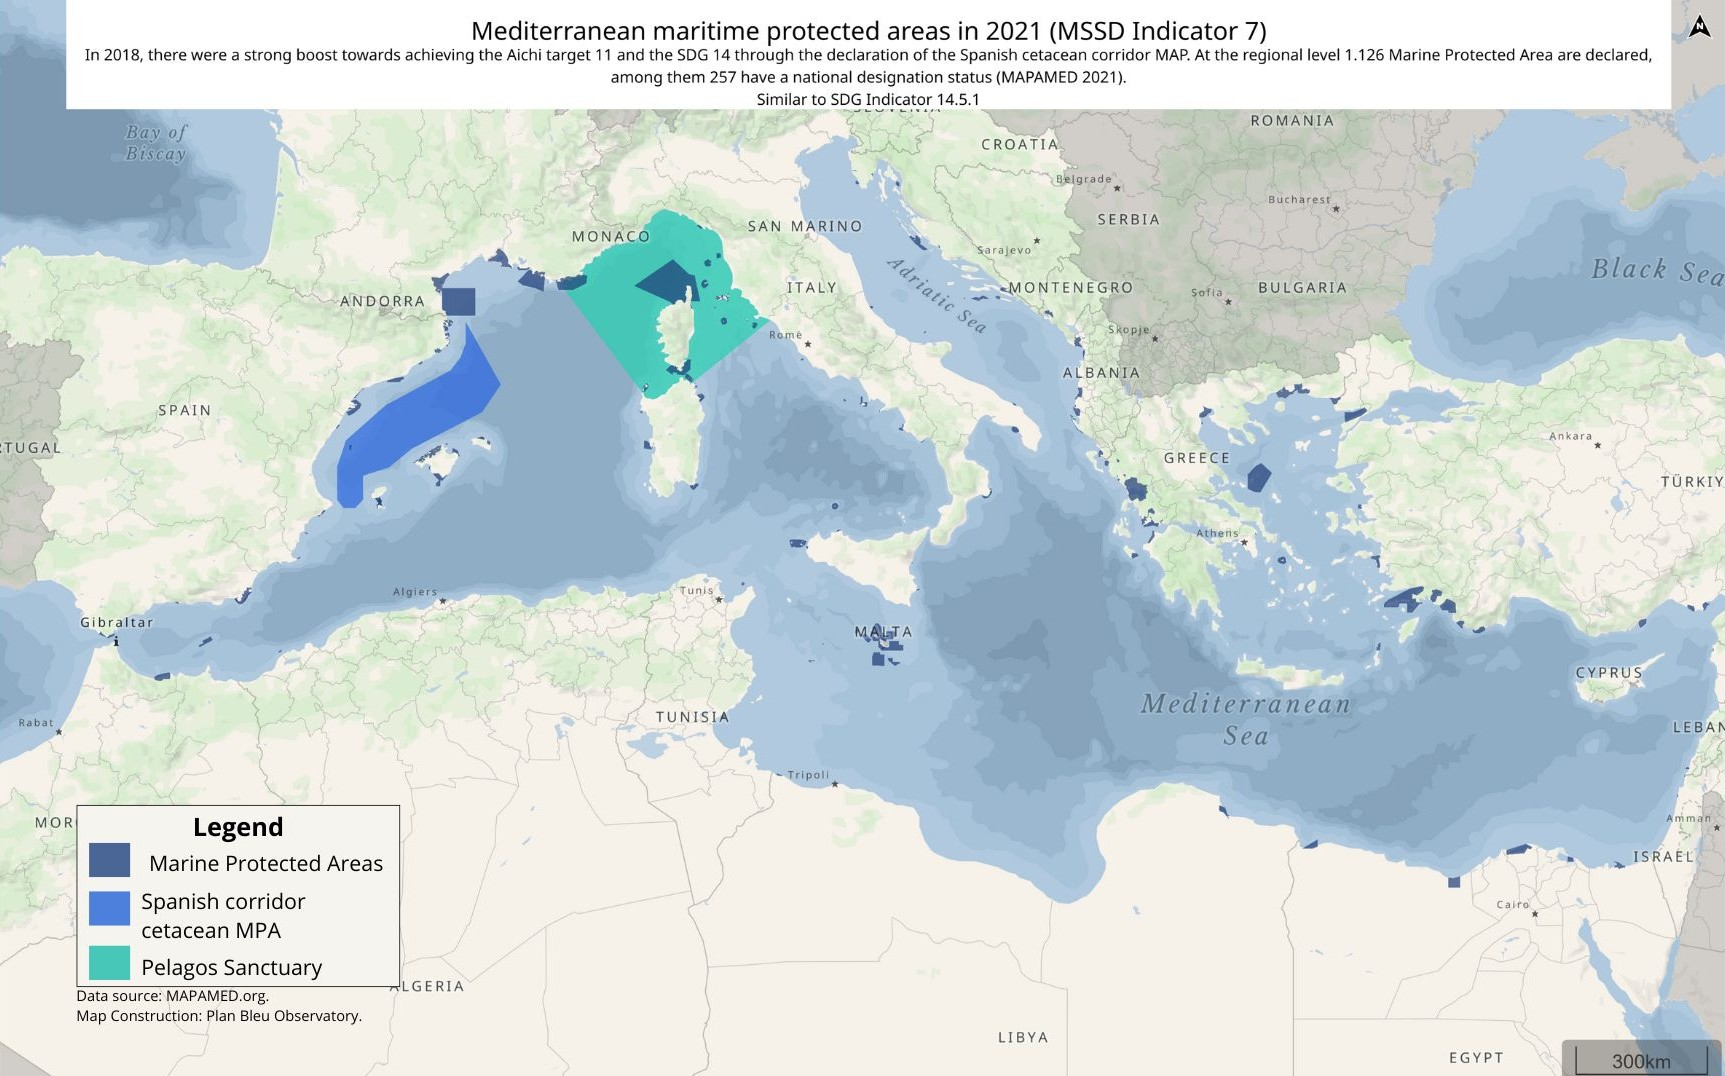 Mediterranean maritime protected areas in 2021 (MSSD Indicator 7)
In 2018, there were a strong boost towards achieving the Aichi target 11 and the SDG 14 through the declaration of the Spanish cetacean corridor MAP. At the regional level 1.126 Marine Protected Area are declared,
among them 257 have a national designation status (MAPAMED 2021).
Similar to SDG Indicator 14.5.1
N
SLOVENIA
ROMANIA
Bay of
Biscay
CROATIA
Belgrade
Bucharest
SERBIA
SAN MARINO
MONACO
Sarajevo
Black Sea
Adriatic Sea
ANDORRA
ITALY
MONTENEGRO
Sofia
BULGARIA
Skopje
Rome
ALBANIA
SPAIN
Ankara
RTUGAL
GREECE
TÜRKIY
Athens
Algiers
Tunis
Gibraltar
MALTA
CYPRUS
Mediterranean
Sea
Rabat
TUNISIA
LEBAN
Tripoli
Amman
MOR
ISRAEL
Cairo
Legend
Marine Protected Areas
Spanish corridor
cetacean MPA
Pelagos Sanctuary
ALGERIA
Data source: MAPAMED.org.
Map Construction: Plan Bleu Observatory.
LIBYA
EGYPT
300km